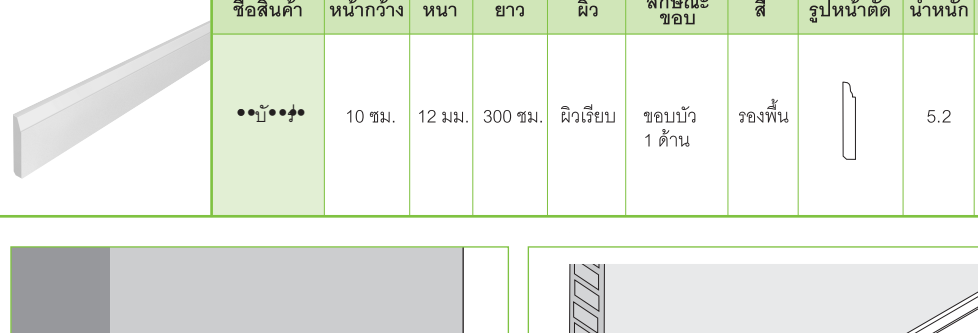 ชื่อสินค้า หน้ากว้าง หนา ยาว ผิว ลักษณะ สี รูปหน้าตัด น้ำหนัก
ขอบ
10 ซม. 12 มม. 300 ซม. ผิวเรียบ ขอบบัว รองพื้น 5.2
1 ด้าน